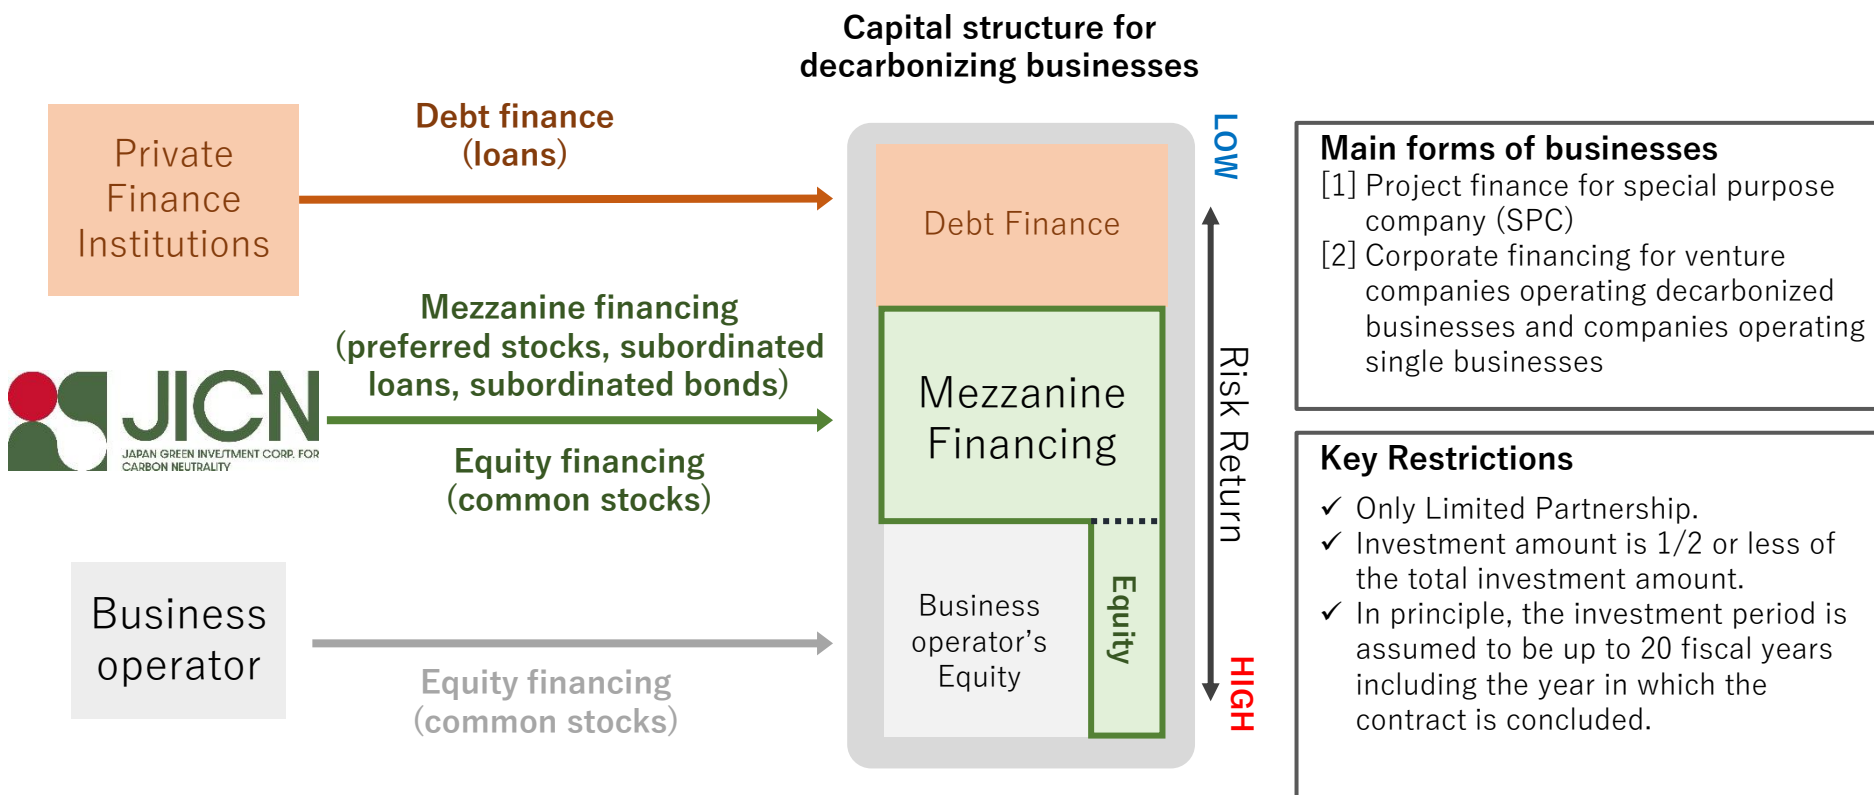 Capital structure for
decarbonizing businesses
Private
Finance
Institutions
Debt finance
(loans)
Mezzanine financing
(preferred stocks, subordinated
loans, subordinated bonds)
JICN
JAPAN GREEN INVESTMENT CORP. FOR
CARBON NEUTRALITY
Equity financing
(common stocks)
Business
operator
Equity financing
(common stocks)
Debt Finance
Mezzanine
Financing
Business
operator's
Equity
Equity
LOW
Risk Return
HIGH
Main forms of businesses
[1] Project finance for special purpose
company (SPC)
[2] Corporate financing for venture
companies operating decarbonized
businesses and companies operating
single businesses
Key Restrictions
✓ Only Limited Partnership.
✓ Investment amount is 1/2 or less of
the total investment amount.
✓ In principle, the investment period is
assumed to be up to 20 fiscal years
including the year in which the
contract is concluded.